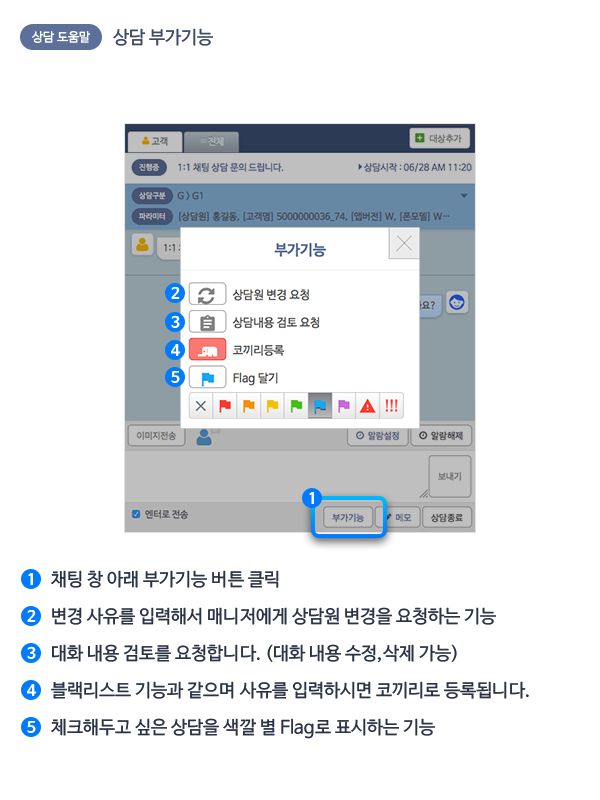 상담 도움말 상담 부가기능
고객 전체 대상추가
진행중 1:1 채팅 상담 문의 드립니다. 상담시작 : 06/28 AM 11:20
상담구분 G > G1
파라미터 [상담원] 홍길동, [고객명] 5000000036_74, [앱버전] W, [폰모델] W···
1:1
요?
부가기능
2 상담원 변경 요청
3 상담내용 검토 요청
4 코끼리등록
5 Flag 달기
!!!
이미지전송 알람설정 알람해제
보내기
1
엔터로 전송 부가기능 메모 상담종료
1 채팅 창 아래 부가기능 버튼 클릭
2 변경 사유를 입력해서 매니저에게 상담원 변경을 요청하는 기능
3 대화 내용 검토를 요청합니다. (대화 내용 수정,삭제 가능)
4 블랙리스트 기능과 같으며 사유를 입력하시면 코끼리로 등록됩니다.
5 체크해두고 싶은 상담을 색깔 별 Flag로 표시하는 기능